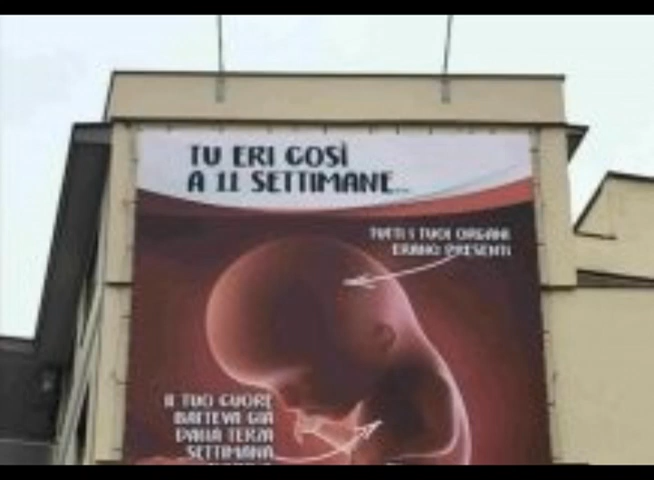 TU ERI COSÌ
A 11 SETTIMANE...
TUTTI I TUOI ORGANI
ERANO PRESENTI
IL TUO CUORE
BATTEVA GIÀ
DALLA TERZA
SETTIMANA